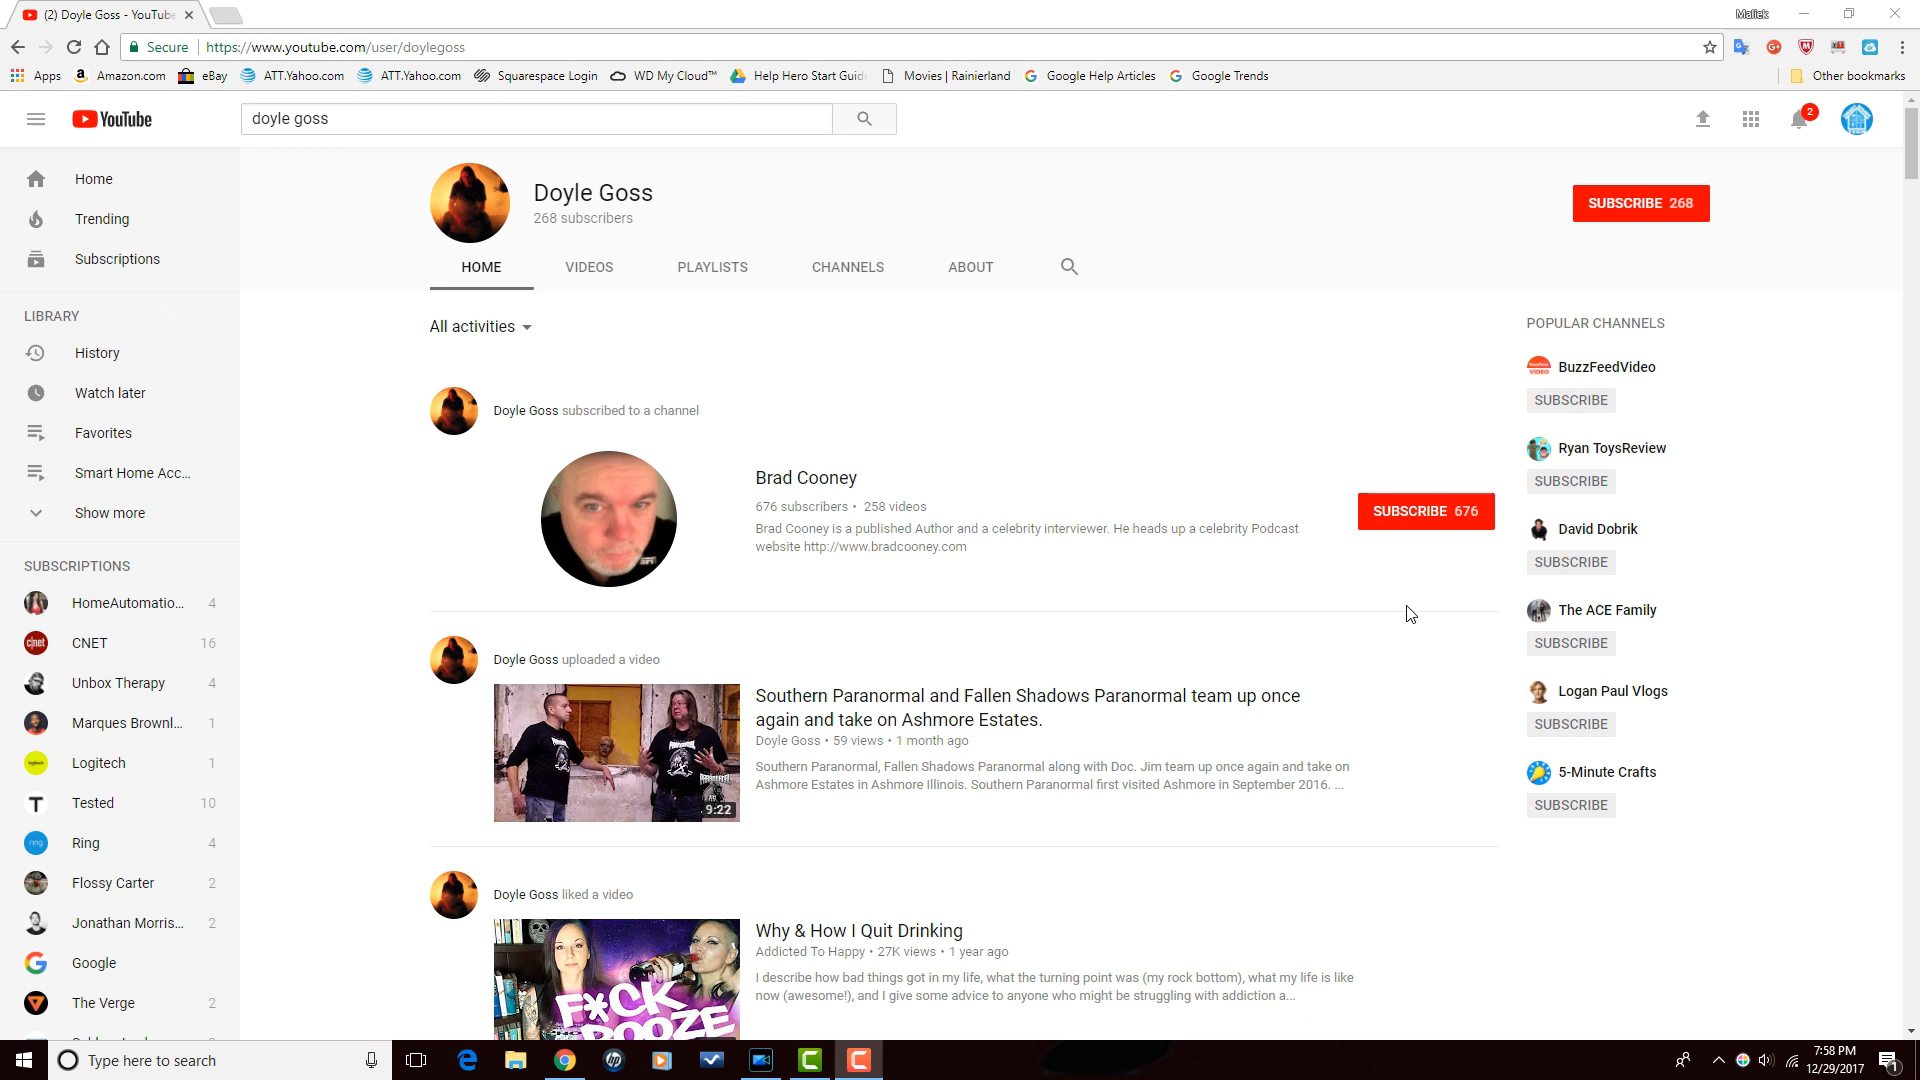 (2) Doyle Goss - YouTube
Maliek
Secure
https://www.youtube.com/user/doylegoss
Apps
Amazon.com
eBay
ATT.Yahoo.com
ATT.Yahoo.com
Squarespace Login
WD My Cloud™
Help Hero Start Guide
Movies | Rainierland
Google Help Articles
Google Trends
Other bookmarks
YouTube
doyle goss
2
Home
Trending
Subscriptions
LIBRARY
History
Watch later
Favorites
Smart Home Acc...
Show more
SUBSCRIPTIONS
HomeAutomatio... 4
CNET 16
Unbox Therapy 4
Marques Brownl... 1
Logitech 1
Tested 10
Ring 4
Flossy Carter 2
Jonathan Morris... 2
Google
The Verge 2
Doyle Goss
268 subscribers
SUBSCRIBE 268
HOME
VIDEOS
PLAYLISTS
CHANNELS
ABOUT
All activities
Doyle Goss subscribed to a channel
Brad Cooney
676 subscribers • 258 videos
Brad Cooney is a published Author and a celebrity interviewer. He heads up a celebrity Podcast
website http://www.bradcooney.com
SUBSCRIBE 676
Doyle Goss uploaded a video
9:22
Southern Paranormal and Fallen Shadows Paranormal team up once
again and take on Ashmore Estates.
Doyle Goss • 59 views • 1 month ago
Southern Paranormal, Fallen Shadows Paranormal along with Doc. Jim team up once again and take on
Ashmore Estates in Ashmore Illinois. Southern Paranormal first visited Ashmore in September 2016. ...
Doyle Goss liked a video
F*CK
BOOZE
Why & How I Quit Drinking
Addicted To Happy • 27K views • 1 year ago
I describe how bad things got in my life, what the turning point was (my rock bottom), what my life is like
now (awesome!), and I give some advice to anyone who might be struggling with addiction a...
POPULAR CHANNELS
BuzzFeedVideo
SUBSCRIBE
Ryan ToysReview
SUBSCRIBE
David Dobrik
SUBSCRIBE
The ACE Family
SUBSCRIBE
Logan Paul Vlogs
SUBSCRIBE
5-Minute Crafts
SUBSCRIBE
Type here to search
7:58 PM
12/29/2017
1